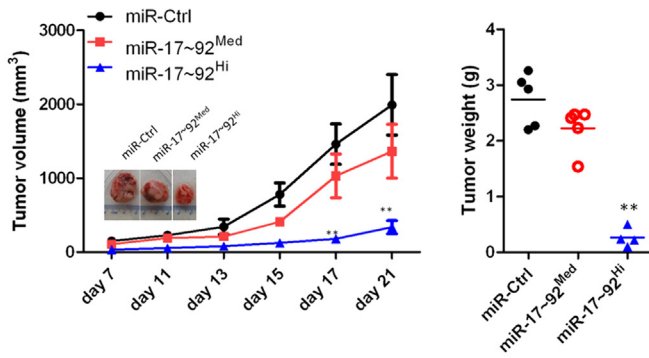 miR-Ctrl
miR-17~92Med
miR-17~92Hi
Tumor volume (mm3)
3000
2000
1000
0
miR-Ctrl
miR-17~92Med
miR-17~92Hi
**
**
day 7
day 11
day 13
day 15
day 17
day 21
Tumor weight (g)
4
3
2
1
0
**
miR-Ctrl
miR-17~92Med
miR-17~92Hi